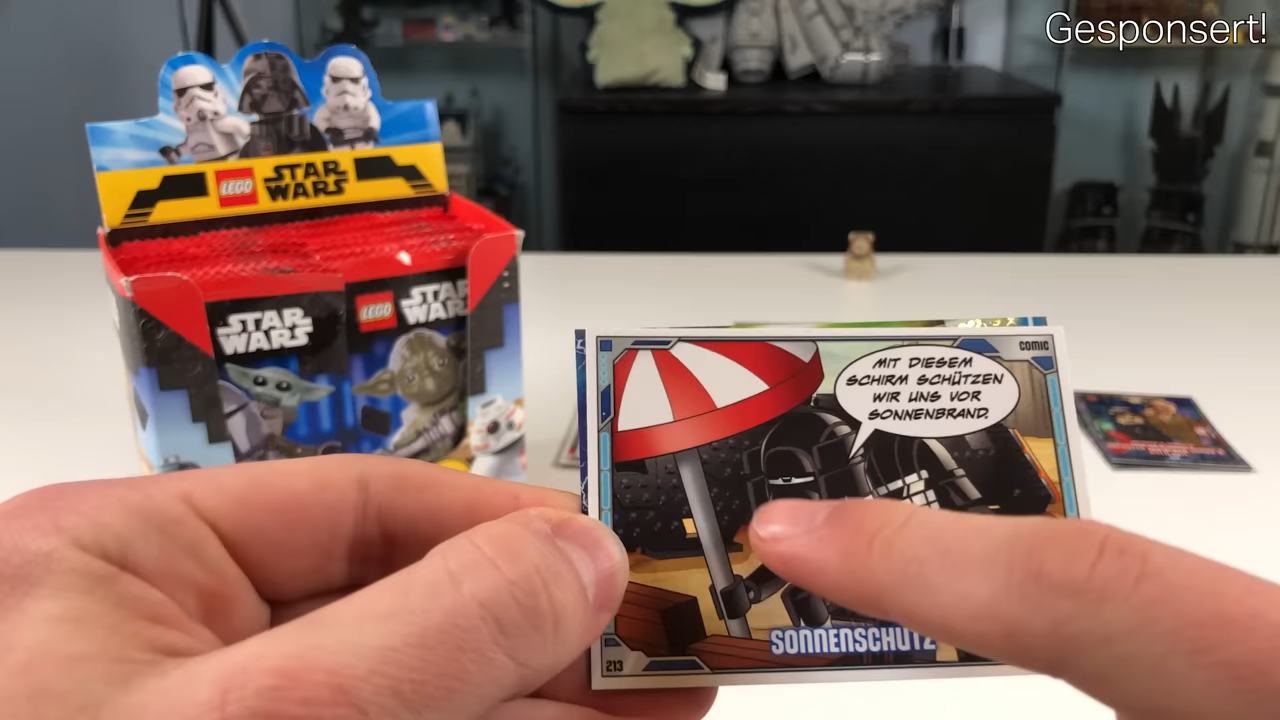 Gesponsert!
LEGO
STAR
WARS
STAR
WARS
LEGO
STAR
WAR
COMIC
MIT DIESEM
SCHIRM SCHÜTZEN
WIR UNS VOR
SONNENBRAND.
SONNENSCHUTZ
213